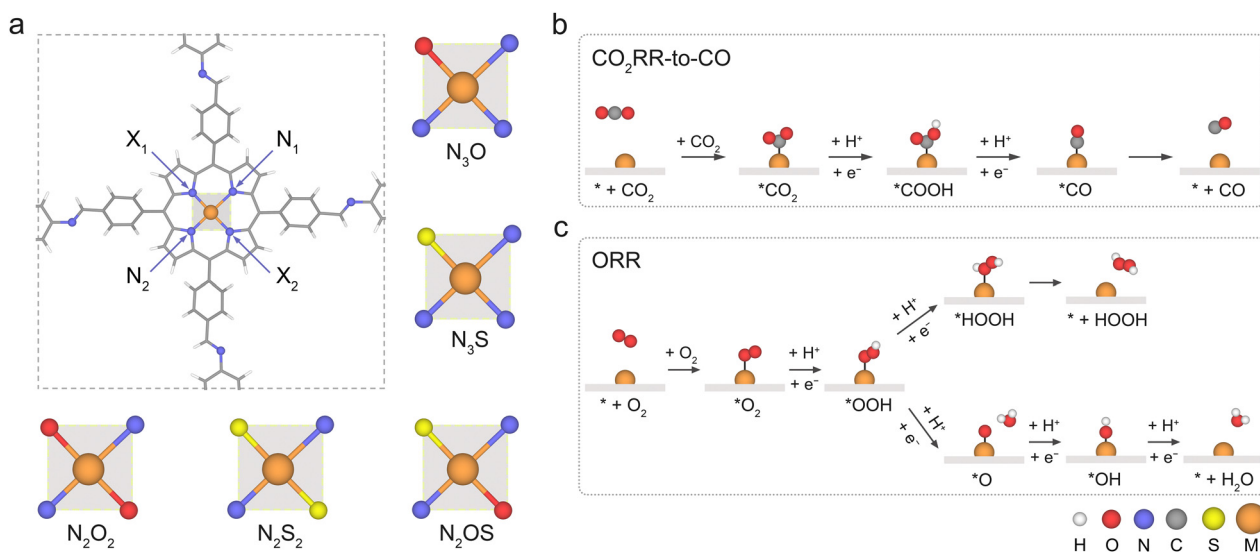 a
X₁
N₁
N₂
X₂
N₃O
N₃S
N₂O₂
N₂S₂
N₂OS
b
CO₂RR-to-CO
+ CO₂
+ H⁺
+ e⁻
+ H⁺
+ e⁻
* + CO₂
*CO₂
*COOH
*CO
* + CO
c
ORR
+ H⁺
+ e⁻
*HOOH
* + HOOH
+ O₂
+ H⁺
+ e⁻
* + O₂
*O₂
*OOH
+ H⁺
+ e⁻
+ H⁺
+ e⁻
+ H⁺
+ e⁻
*O
*OH
* + H₂O
H O N C S M